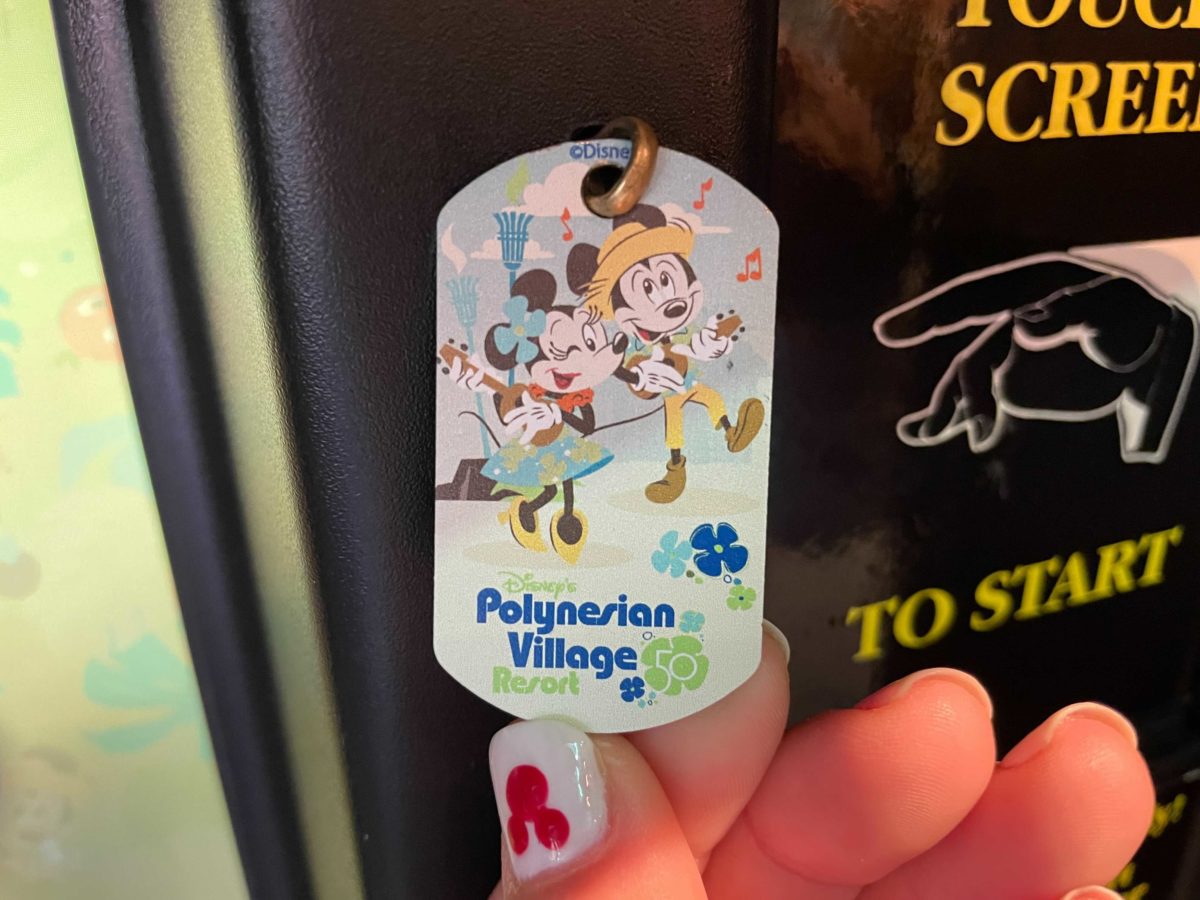 TOUCH
SCREEN
©Disney
TO START
Disney's
Polynesian
Village
Resort
50